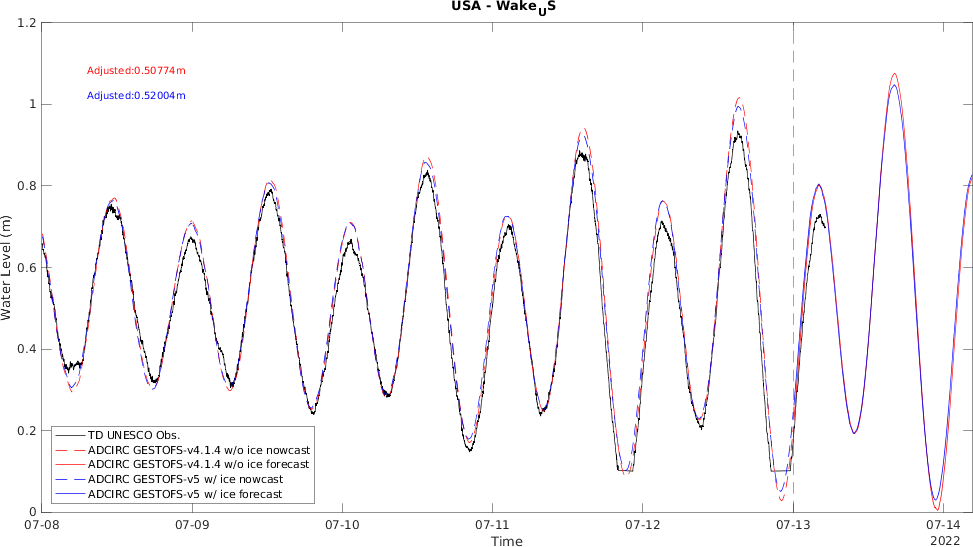 USA - WakeUS
1.2
Adjusted:0.50774m
Adjusted:0.52004m
1
0.8
0.6
0.4
0.2
0
Water Level (m)
TD UNESCO Obs.
ADCIRC GESTOFS-v4.1.4 w/o ice nowcast
ADCIRC GESTOFS-v4.1.4 w/o ice forecast
ADCIRC GESTOFS-v5 w/ ice nowcast
ADCIRC GESTOFS-v5 w/ ice forecast
07-08 07-09 07-10 07-11 07-12 07-13 07-14
Time 2022